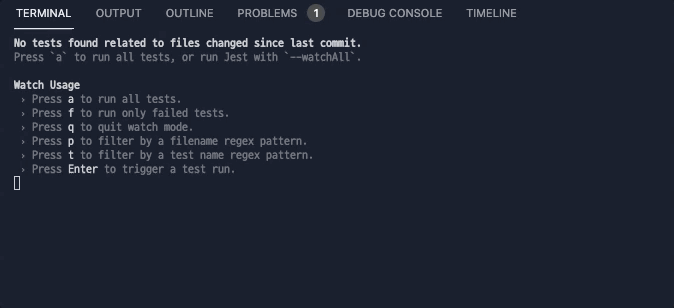 TERMINAL OUTPUT OUTLINE PROBLEMS 1 DEBUG CONSOLE TIMELINE
No tests found related to files changed since last commit.
Press `a` to run all tests, or run Jest with `--watchAll`.
Watch Usage
› Press a to run all tests.
› Press f to run only failed tests.
› Press q to quit watch mode.
› Press p to filter by a filename regex pattern.
› Press t to filter by a test name regex pattern.
› Press Enter to trigger a test run.